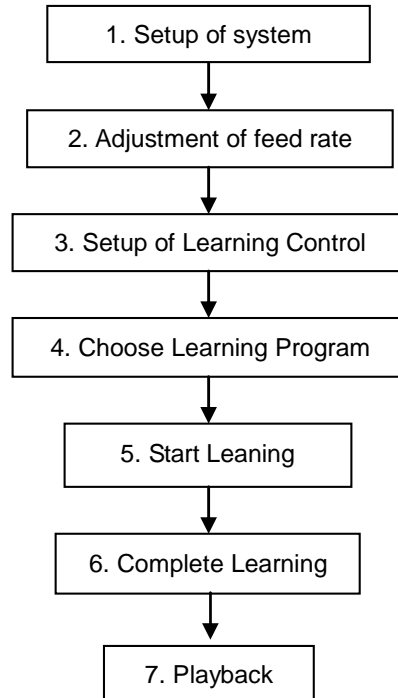 1. Setup of system
2. Adjustment of feed rate
3. Setup of Learning Control
4. Choose Learning Program
5. Start Leaning
6. Complete Learning
7. Playback